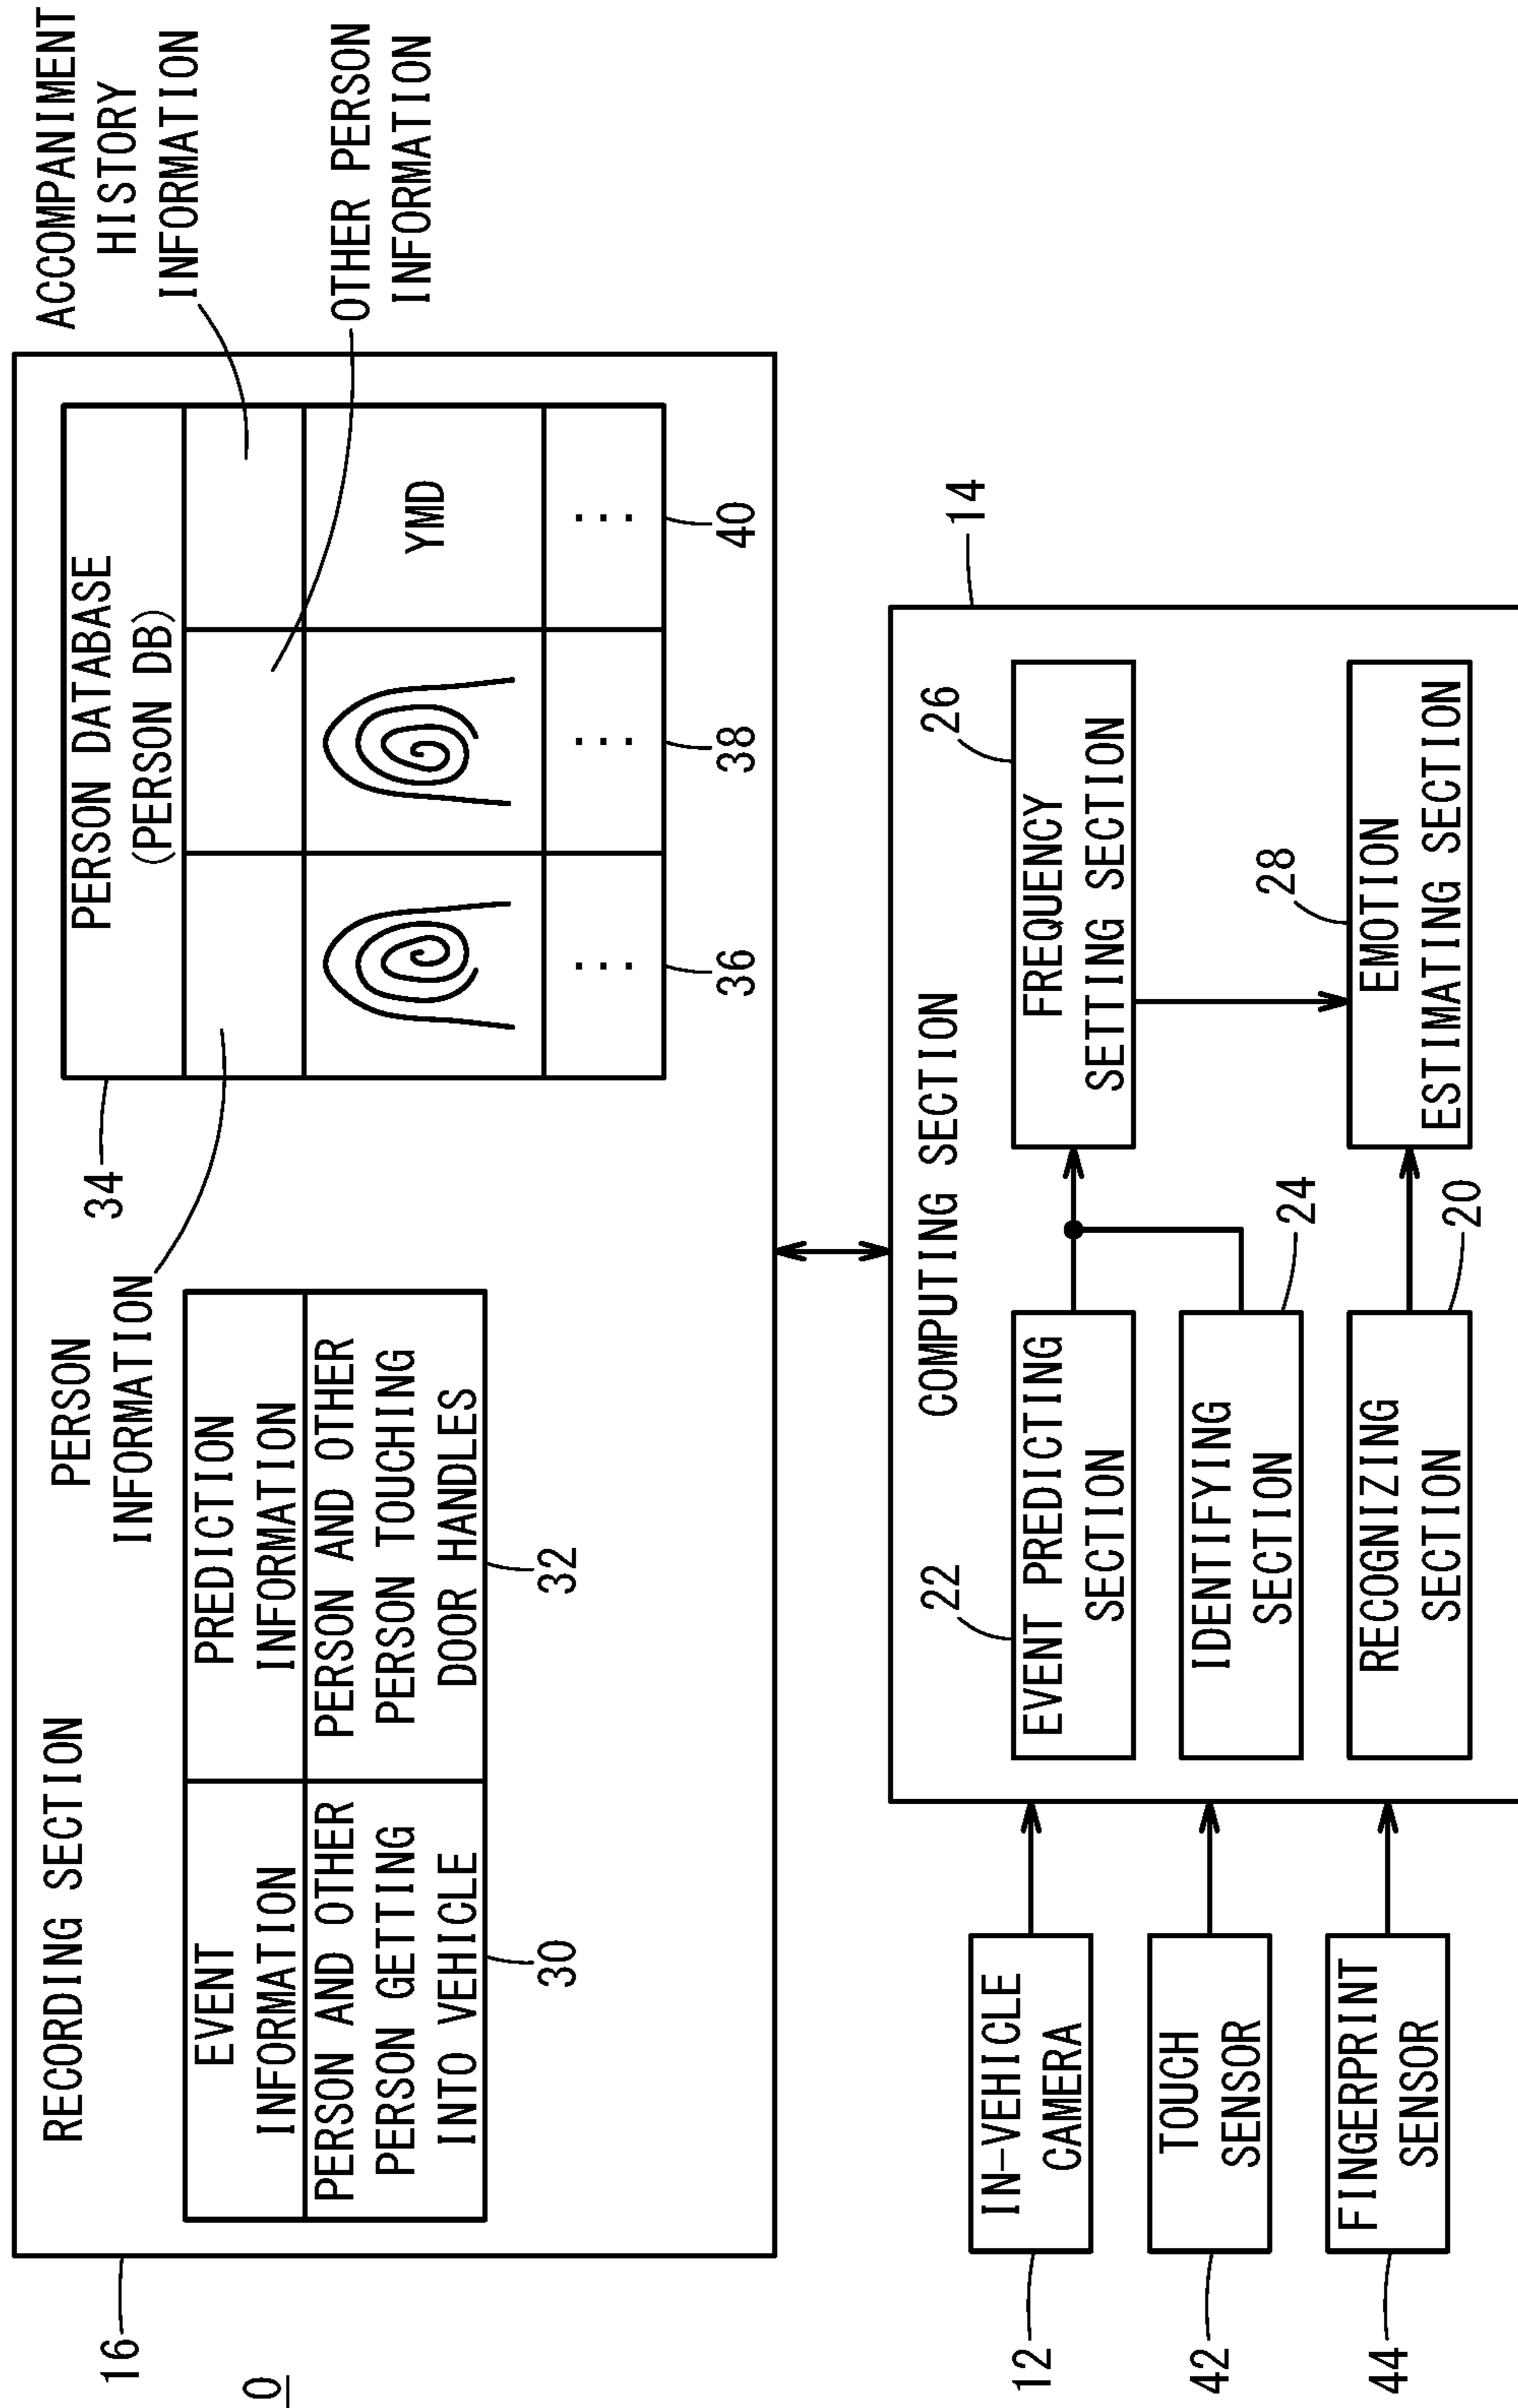 0
16
RECORDING SECTION
EVENT
INFORMATION
PREDICTION
INFORMATION
PERSON AND OTHER
PERSON GETTING
INTO VEHICLE
PERSON AND OTHER
PERSON TOUCHING
DOOR HANDLES
30
32
PERSON
INFORMATION
34
PERSON DATABASE
(PERSON DB)
YMD
...
...
...
36
38
40
ACCOMPANIMENT
HISTORY
INFORMATION
OTHER PERSON
INFORMATION
14
COMPUTING SECTION
22
EVENT PREDICTING
SECTION
26
FREQUENCY
SETTING SECTION
IDENTIFYING
SECTION
24
28
RECOGNIZING
SECTION
20
EMOTION
ESTIMATING SECTION
12
IN-VEHICLE
CAMERA
42
TOUCH
SENSOR
44
FINGERPRINT
SENSOR